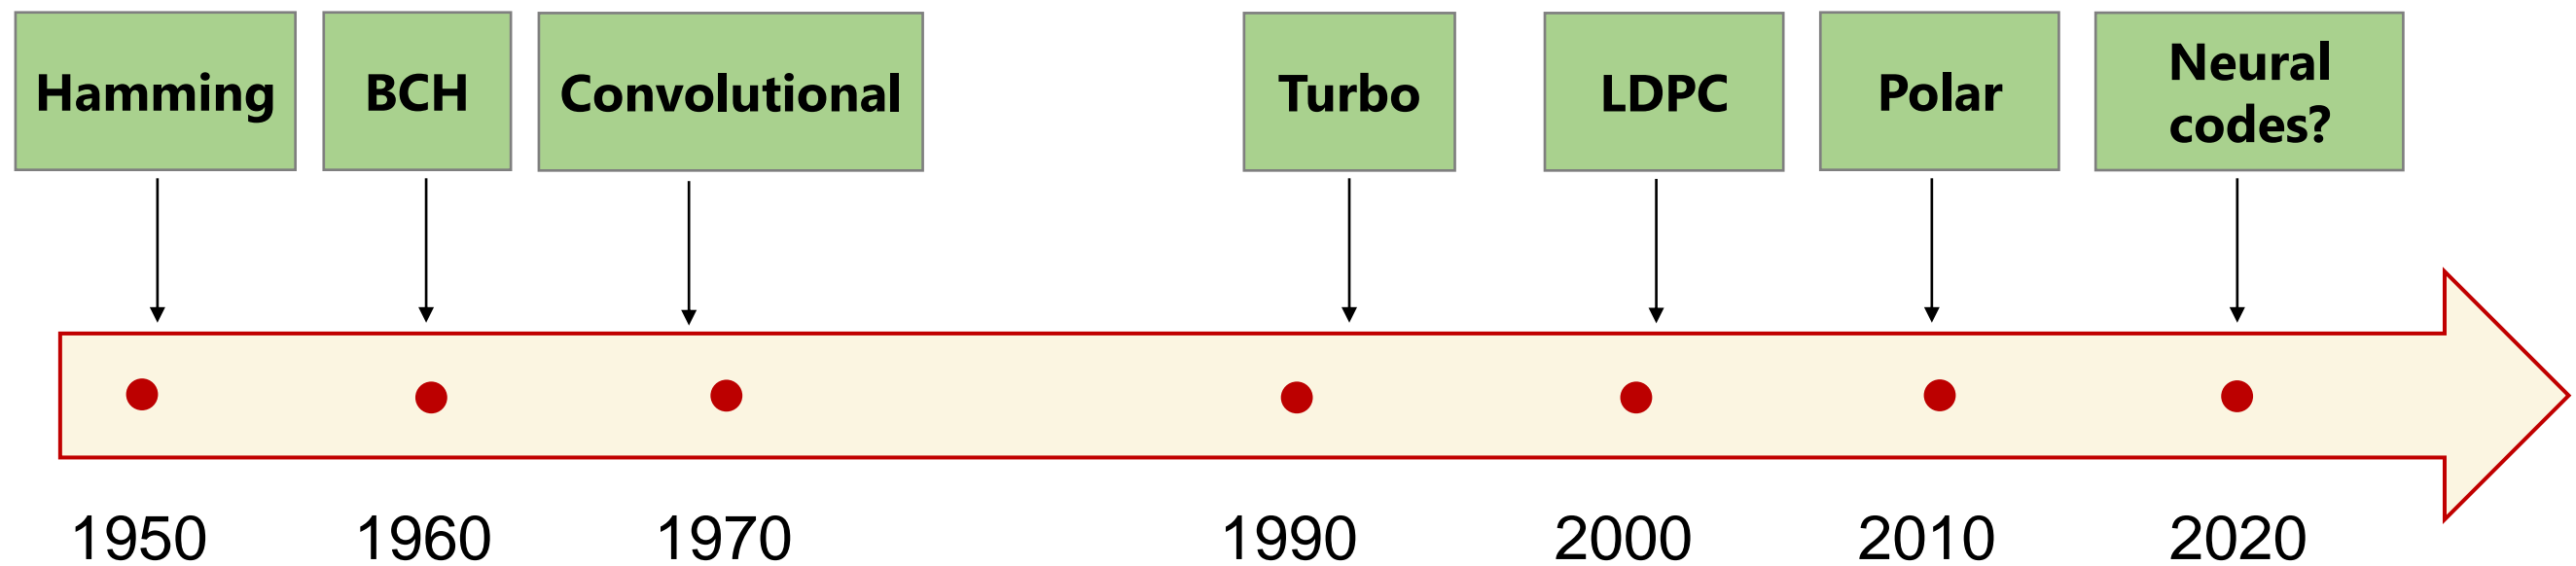 Hamming
BCH
Convolutional
Turbo
LDPC
Polar
Neural
codes?
1950
1960
1970
1990
2000
2010
2020